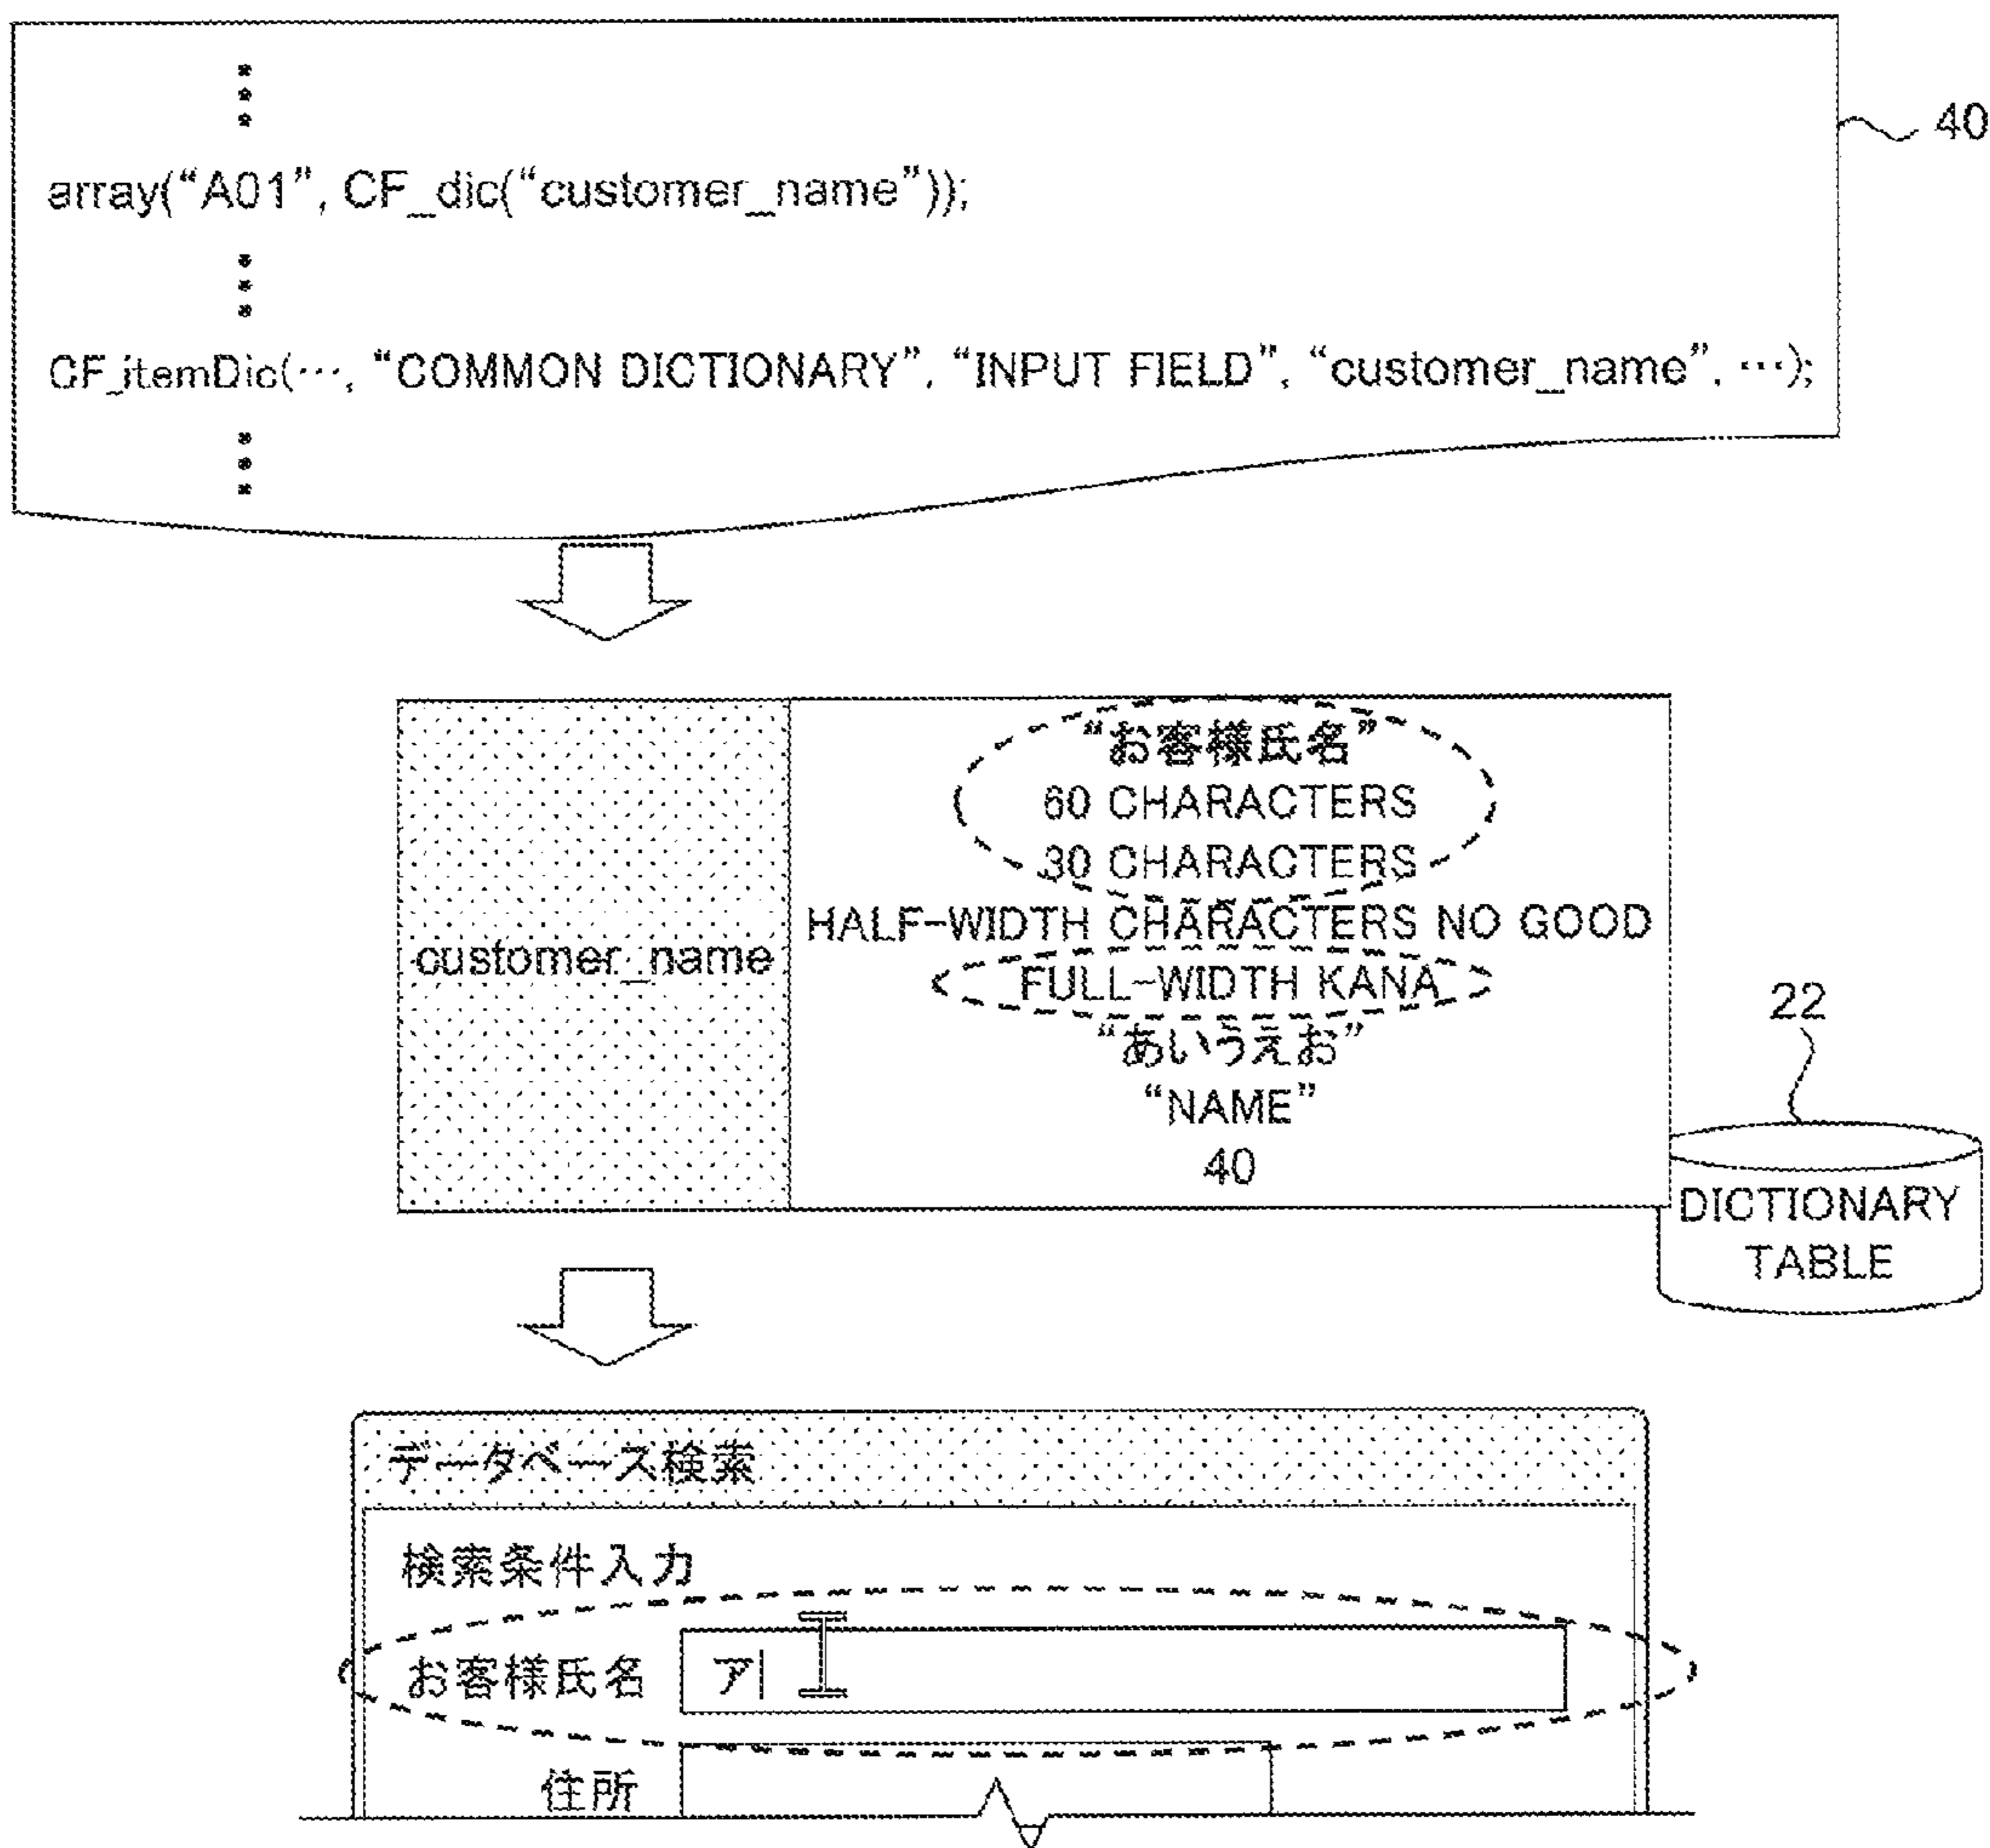 40
array(“A01”, CF_dic(“customer_name”));
CF_itemDic(…, “COMMON DICTIONARY”, “INPUT FIELD”, “customer_name”, …);
“お客様氏名”
60 CHARACTERS
30 CHARACTERS
HALF-WIDTH CHARACTERS NO GOOD
customer_name
FULL-WIDTH KANA
“あいうえお”
“NAME”
40
22
DICTIONARY
TABLE
データベース検索
検索条件入力
お客様氏名 ア
住所